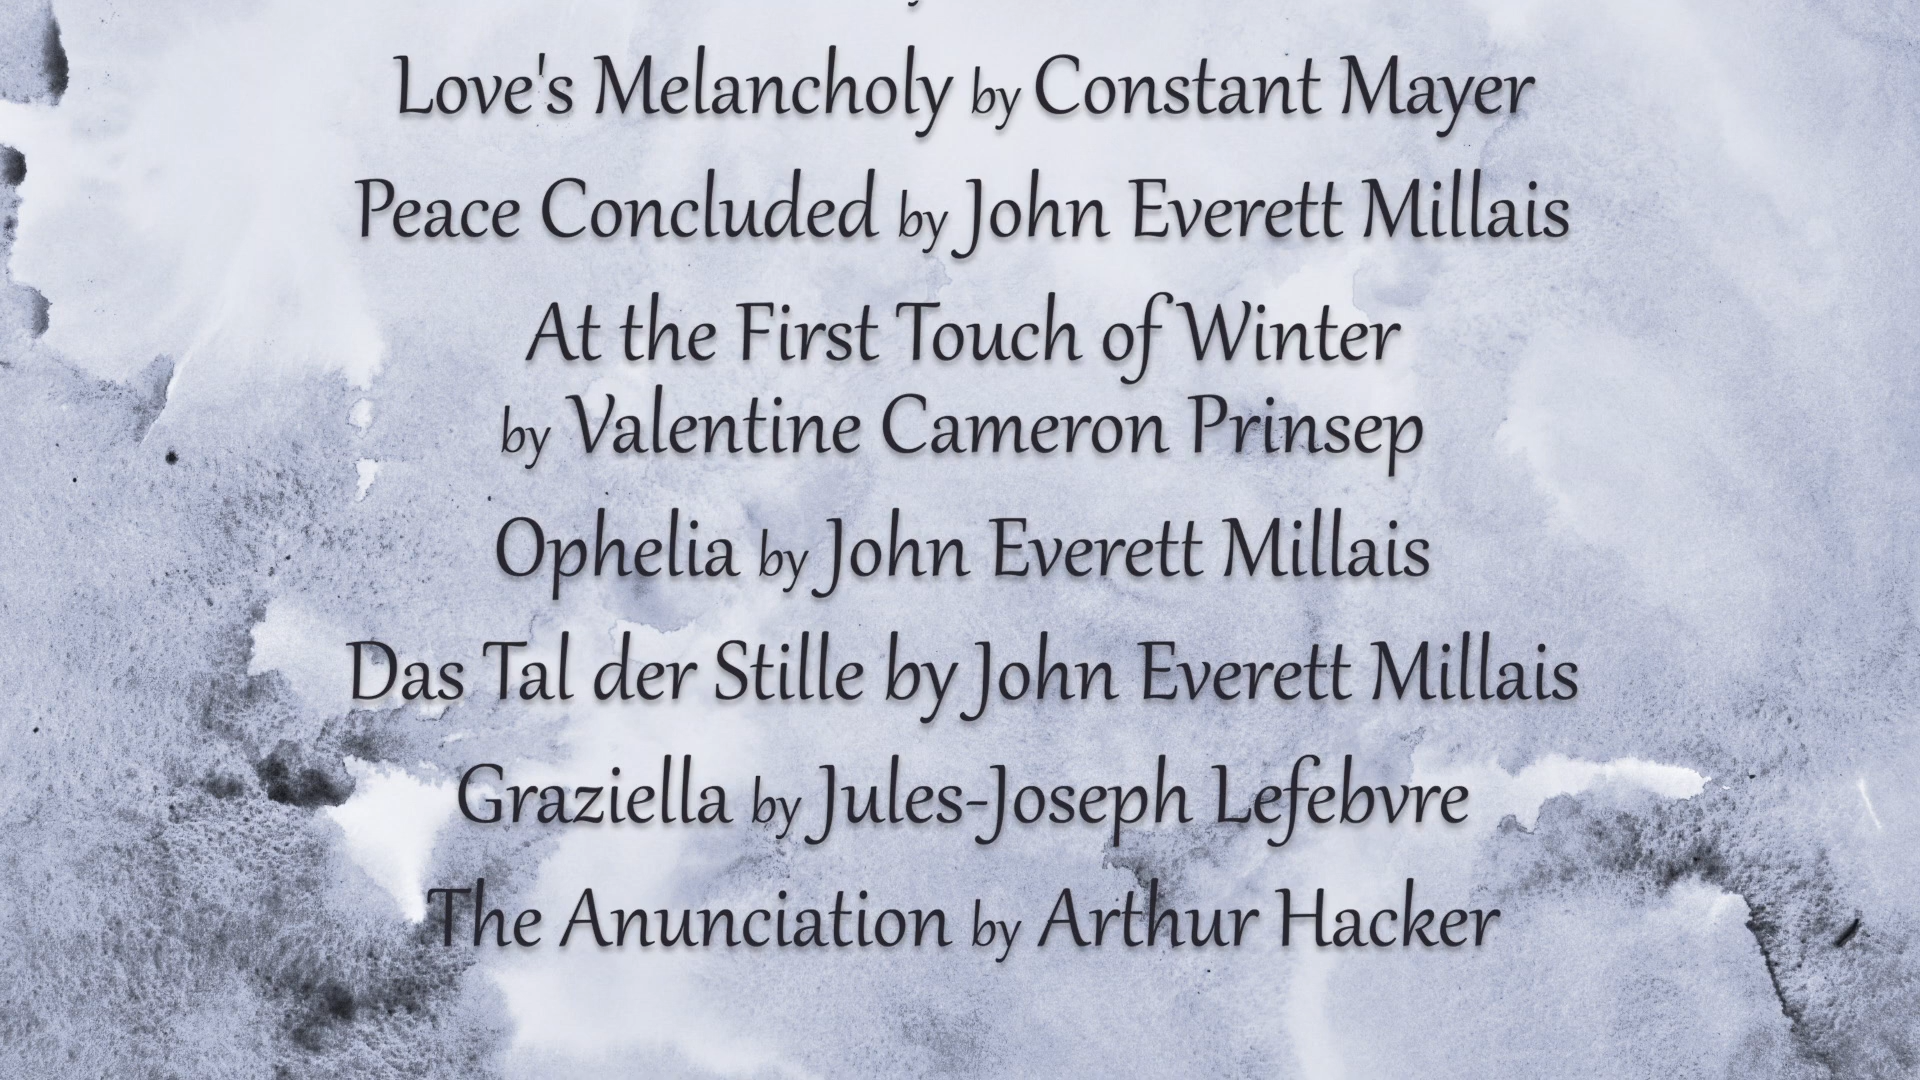 Love's Melancholy by Constant Mayer
Peace Concluded by John Everett Millais
At the First Touch of Winter
by Valentine Cameron Prinsep
Ophelia by John Everett Millais
Das Tal der Stille by John Everett Millais
Graziella by Jules-Joseph Lefebvre
The Anunciation by Arthur Hacker